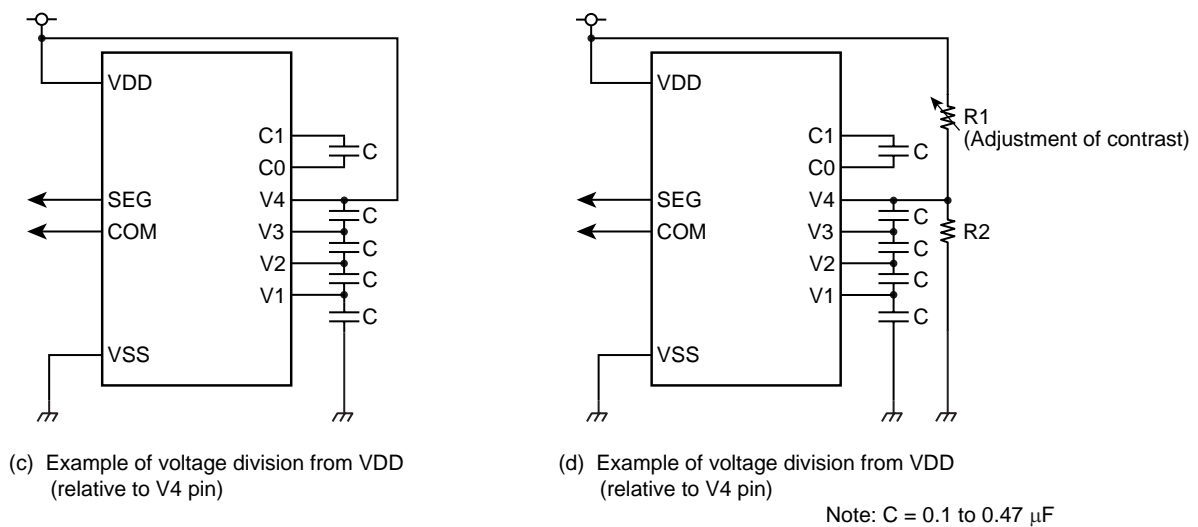 VDD
C1
C
C0
SEG
V4
C
COM
V3
C
V2
C
V1
C
VSS
(c) Example of voltage division from VDD
(relative to V4 pin)
VDD
R1
(Adjustment of contrast)
C1
C
C0
SEG
V4
C
COM
V3
R2
C
V2
C
V1
C
VSS
(d) Example of voltage division from VDD
(relative to V4 pin)
Note: C = 0.1 to 0.47 μF